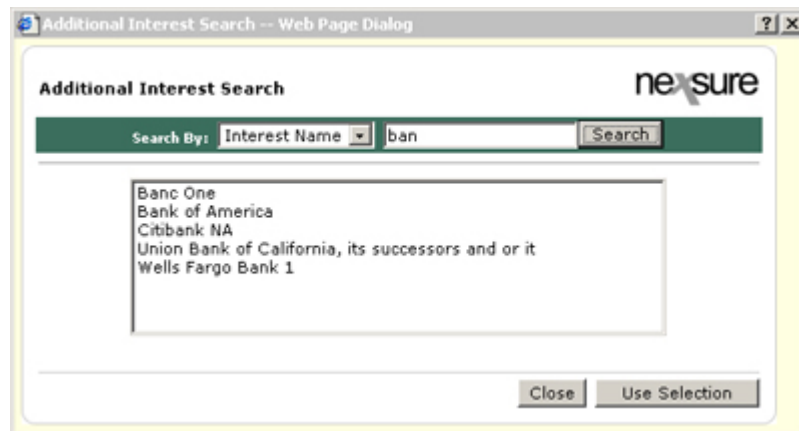 Additional Interest Search -- Web Page Dialog
Additional Interest Search
nexsure
Search By: Interest Name ban Search
Banc One
Bank of America
Citibank NA
Union Bank of California, its successors and or it
Wells Fargo Bank 1
Close Use Selection